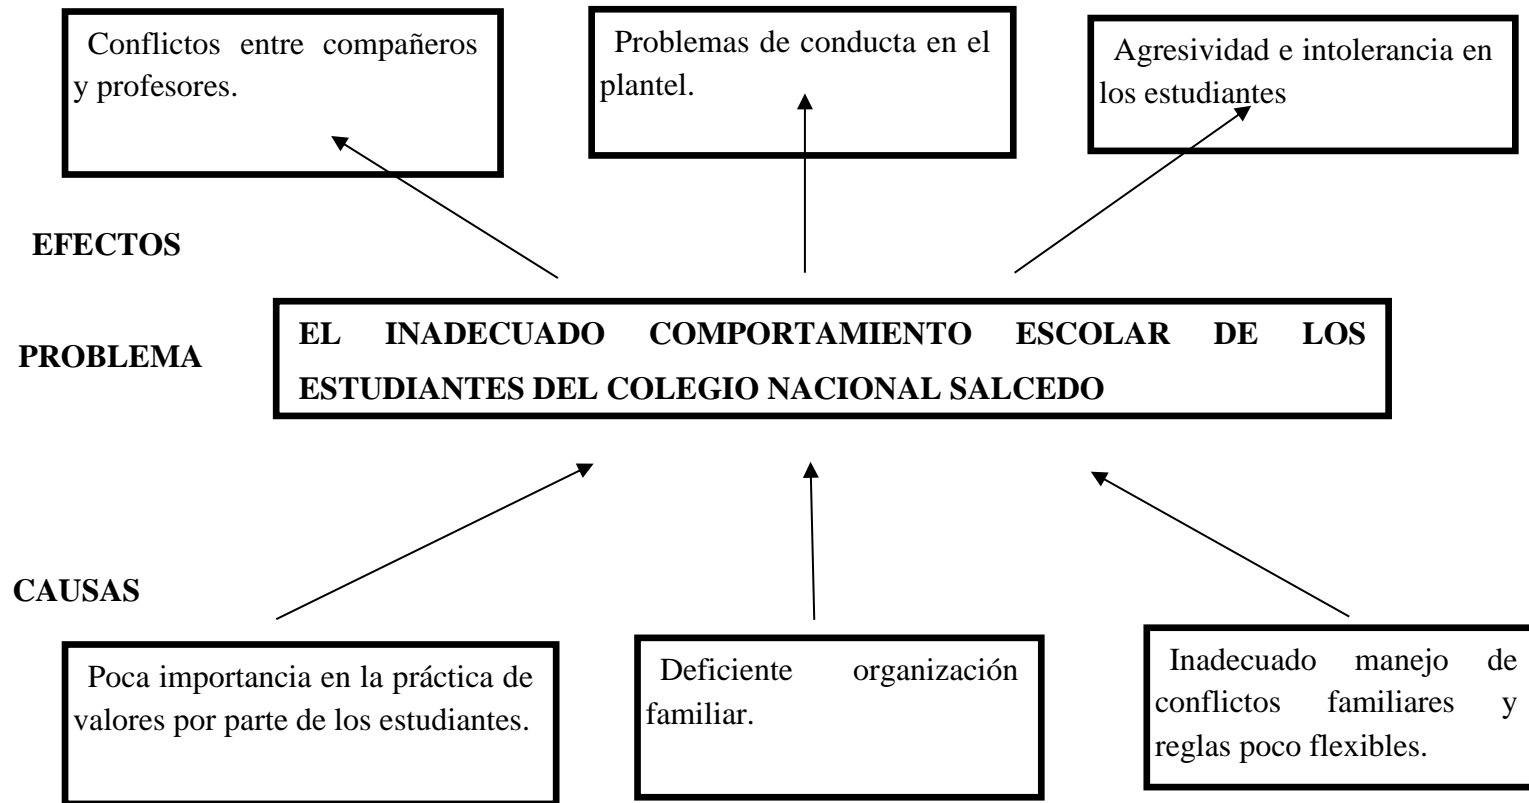 Conflictos entre compañeros
y profesores.
Problemas de conducta en el
plantel.
Agresividad e intolerancia en
los estudiantes
EFECTOS
PROBLEMA
EL INADECUADO COMPORTAMIENTO ESCOLAR DE LOS
ESTUDIANTES DEL COLEGIO NACIONAL SALCEDO
CAUSAS
Poca importancia en la práctica de
valores por parte de los estudiantes.
Deficiente organización
familiar.
Inadecuado manejo de
conflictos familiares y
reglas poco flexibles.